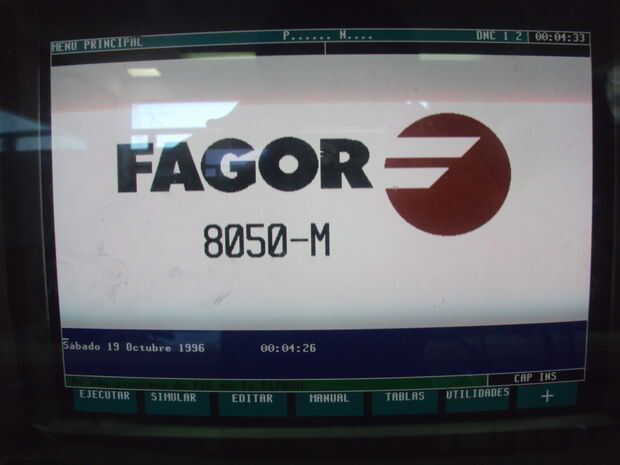 MENU PRINCIPAL P...... N.... DNC 1 2 00:04:33
FAGOR
8050-M
Sábado 19 Octubre 1996 00:04:26
CAP INS
EJECUTAR SIMULAR EDITAR MANUAL TABLAS UTILIDADES +